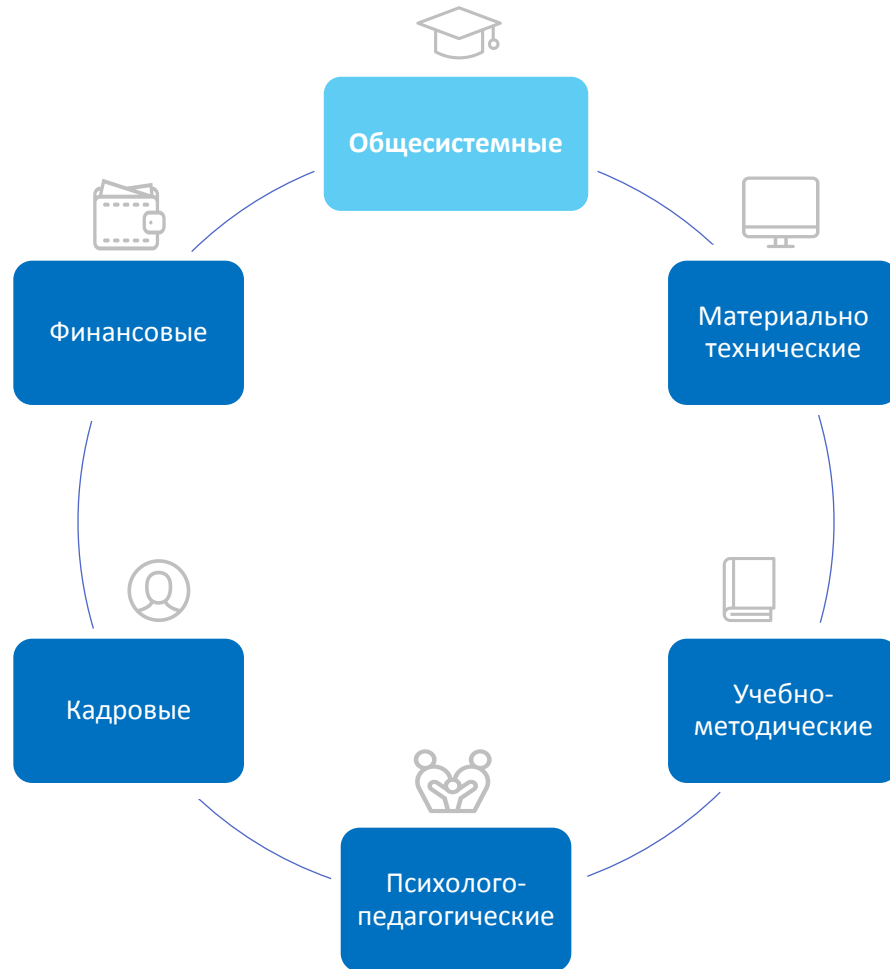 Общесистемные
Финансовые
Материально
технические
Кадровые
Учебно-
методические
Психолого-
педагогические